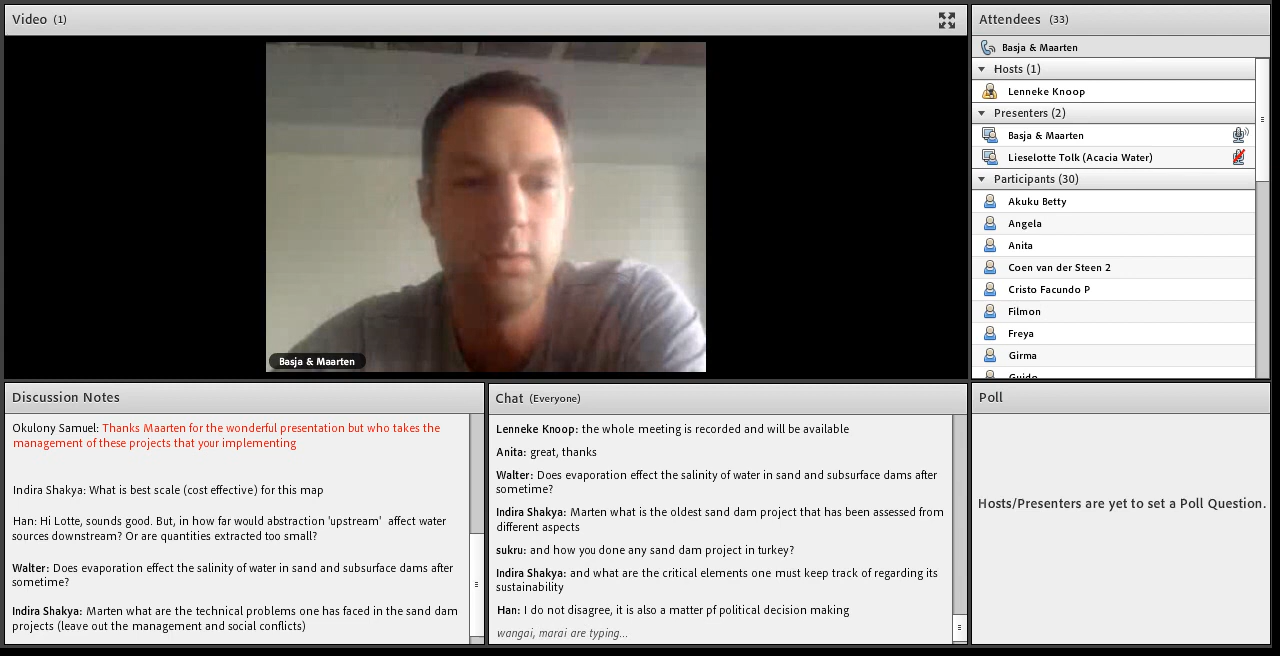 Video (1)
Basja & Maarten
Attendees (33)
Basja & Maarten
Hosts (1)
Lenneke Knoop
Presenters (2)
Basja & Maarten
Lieselotte Tolk (Acacia Water)
Participants (30)
Akuku Betty
Angela
Anita
Coen van der Steen 2
Cristo Facundo P
Filmon
Freya
Girma
Guido
Discussion Notes
Okulony Samuel: Thanks Maarten for the wonderful presentation but who takes the
management of these projects that your implementing
Indira Shakya: What is best scale (cost effective) for this map
Han: Hi Lotte, sounds good. But, in how far would abstraction 'upstream' affect water
sources downstream? Or are quantities extracted too small?
Walter: Does evaporation effect the salinity of water in sand and subsurface dams after
sometime?
Indira Shakya: Marten what are the technical problems one has faced in the sand dam
projects (leave out the management and social conflicts)
Chat (Everyone)
Lenneke Knoop: the whole meeting is recorded and will be available
Anita: great, thanks
Walter: Does evaporation effect the salinity of water in sand and subsurface dams after
sometime?
Indira Shakya: Marten what is the oldest sand dam project that has been assessed from
different aspects
sukru: and how you done any sand dam project in turkey?
Indira Shakya: and what are the critical elements one must keep track of regarding its
sustainability
Han: I do not disagree, it is also a matter pf political decision making
wangai, marai are typing...
Poll
Hosts/Presenters are yet to set a Poll Question.